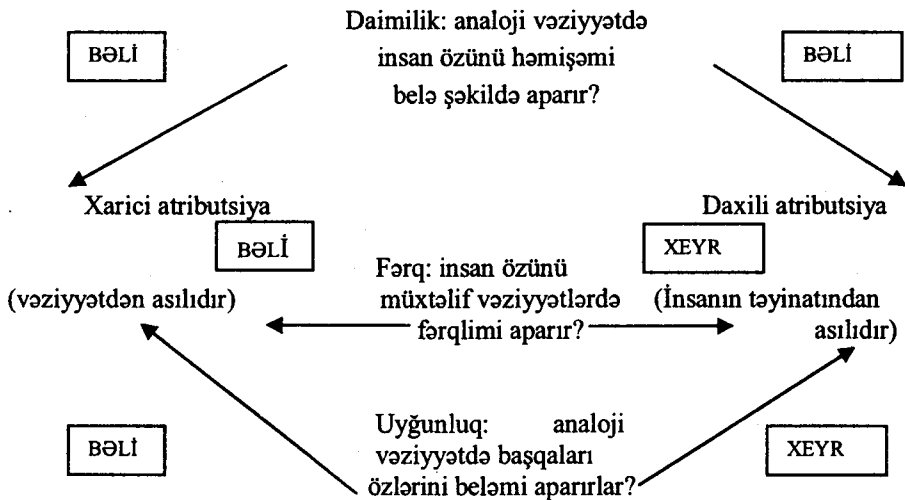 Daimilik: analoji vəziyyətdə
BƏLİ
insan özünü həmişəmi
BƏLİ
belə şəkildə aparır?
Xarici atributsiya
Daxili atributsiya
BƏLİ
XEYR
Fərq: insan özünü
(vəziyyətdən asılıdır)
müxtəlif vəziyyətlərdə
(İnsanın təyinatından
fərqlimi aparır?
asılıdır)
Uyğunluq: analoji
BƏLİ
vəziyyətdə başqaları
XEYR
özlərini beləmi aparırlar?